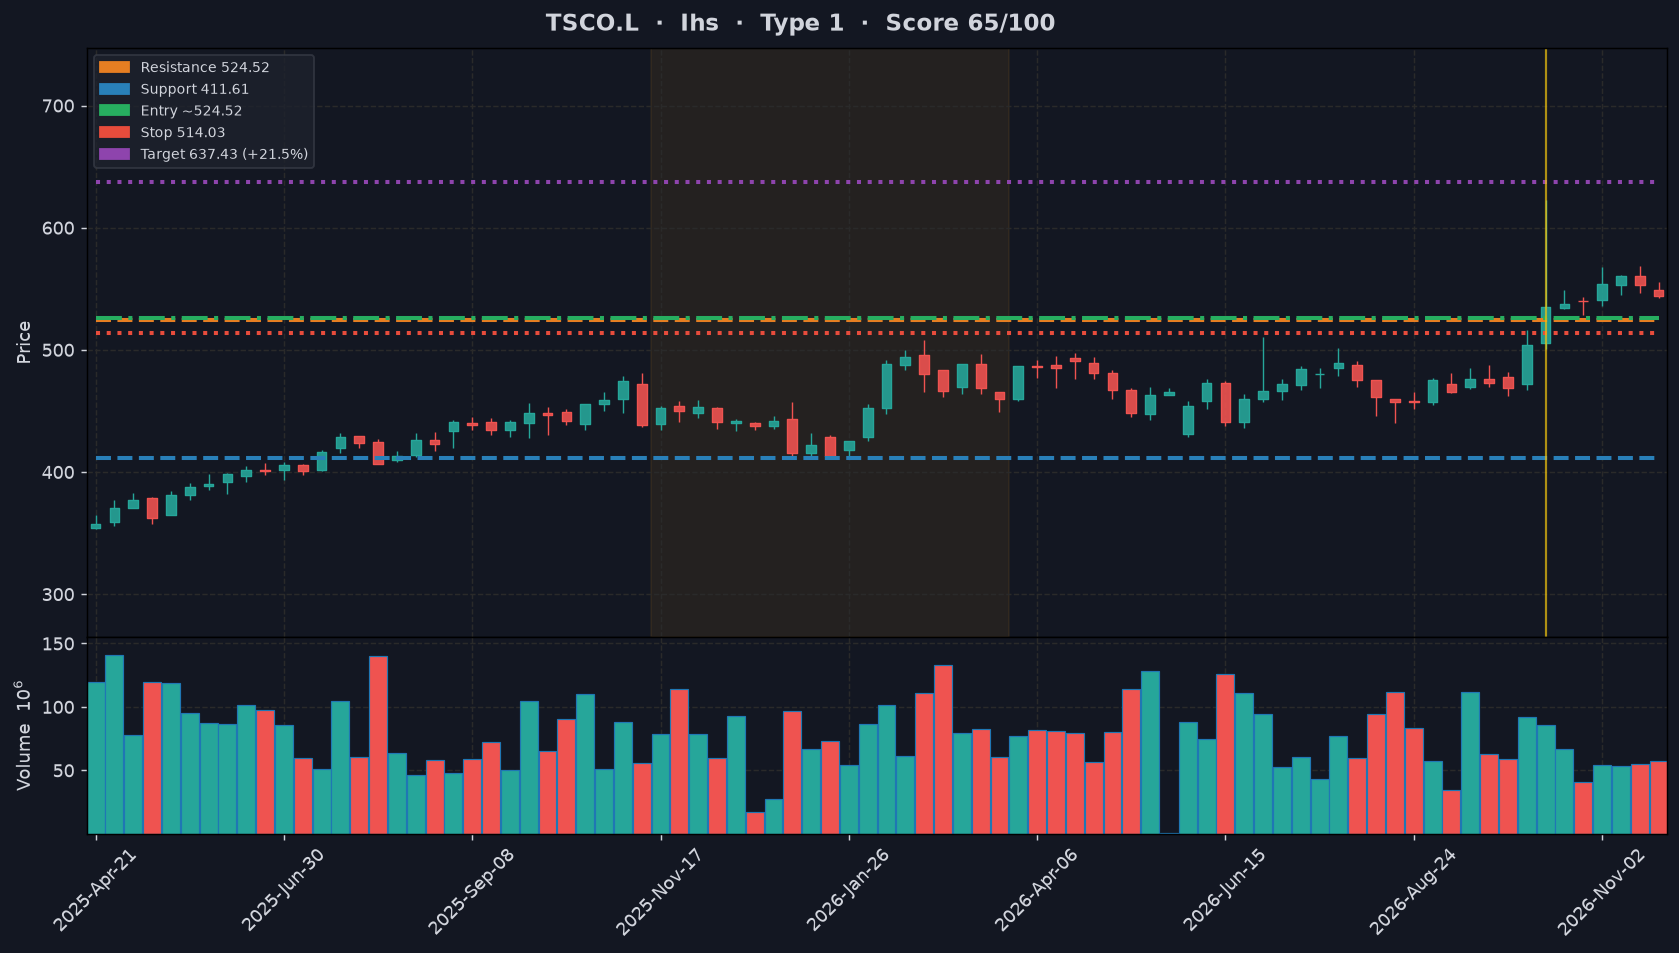 TSCO.L · Ihs · Type 1 · Score 65/100
Resistance 524.52
Support 411.61
Entry ~524.52
Stop 514.03
Target 637.43 (+21.5%)
Price
700
600
500
400
300
Volume 10⁶
150
100
50
2025-Apr-21
2025-Jun-30
2025-Sep-08
2025-Nov-17
2026-Jan-26
2026-Apr-06
2026-Jun-15
2026-Aug-24
2026-Nov-02